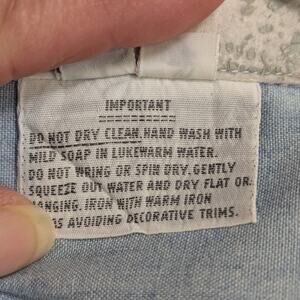 IMPORTANT
==========
DO NOT DRY CLEAN. HAND WASH WITH
MILD SOAP IN LUKEWARM WATER.
DO NOT WRING OR SPIN DRY. GENTLY
SQUEEZE OUT WATER AND DRY FLAT OR
HANGING. IRON WITH WARM IRON
AS AVOIDING DECORATIVE TRIMS.